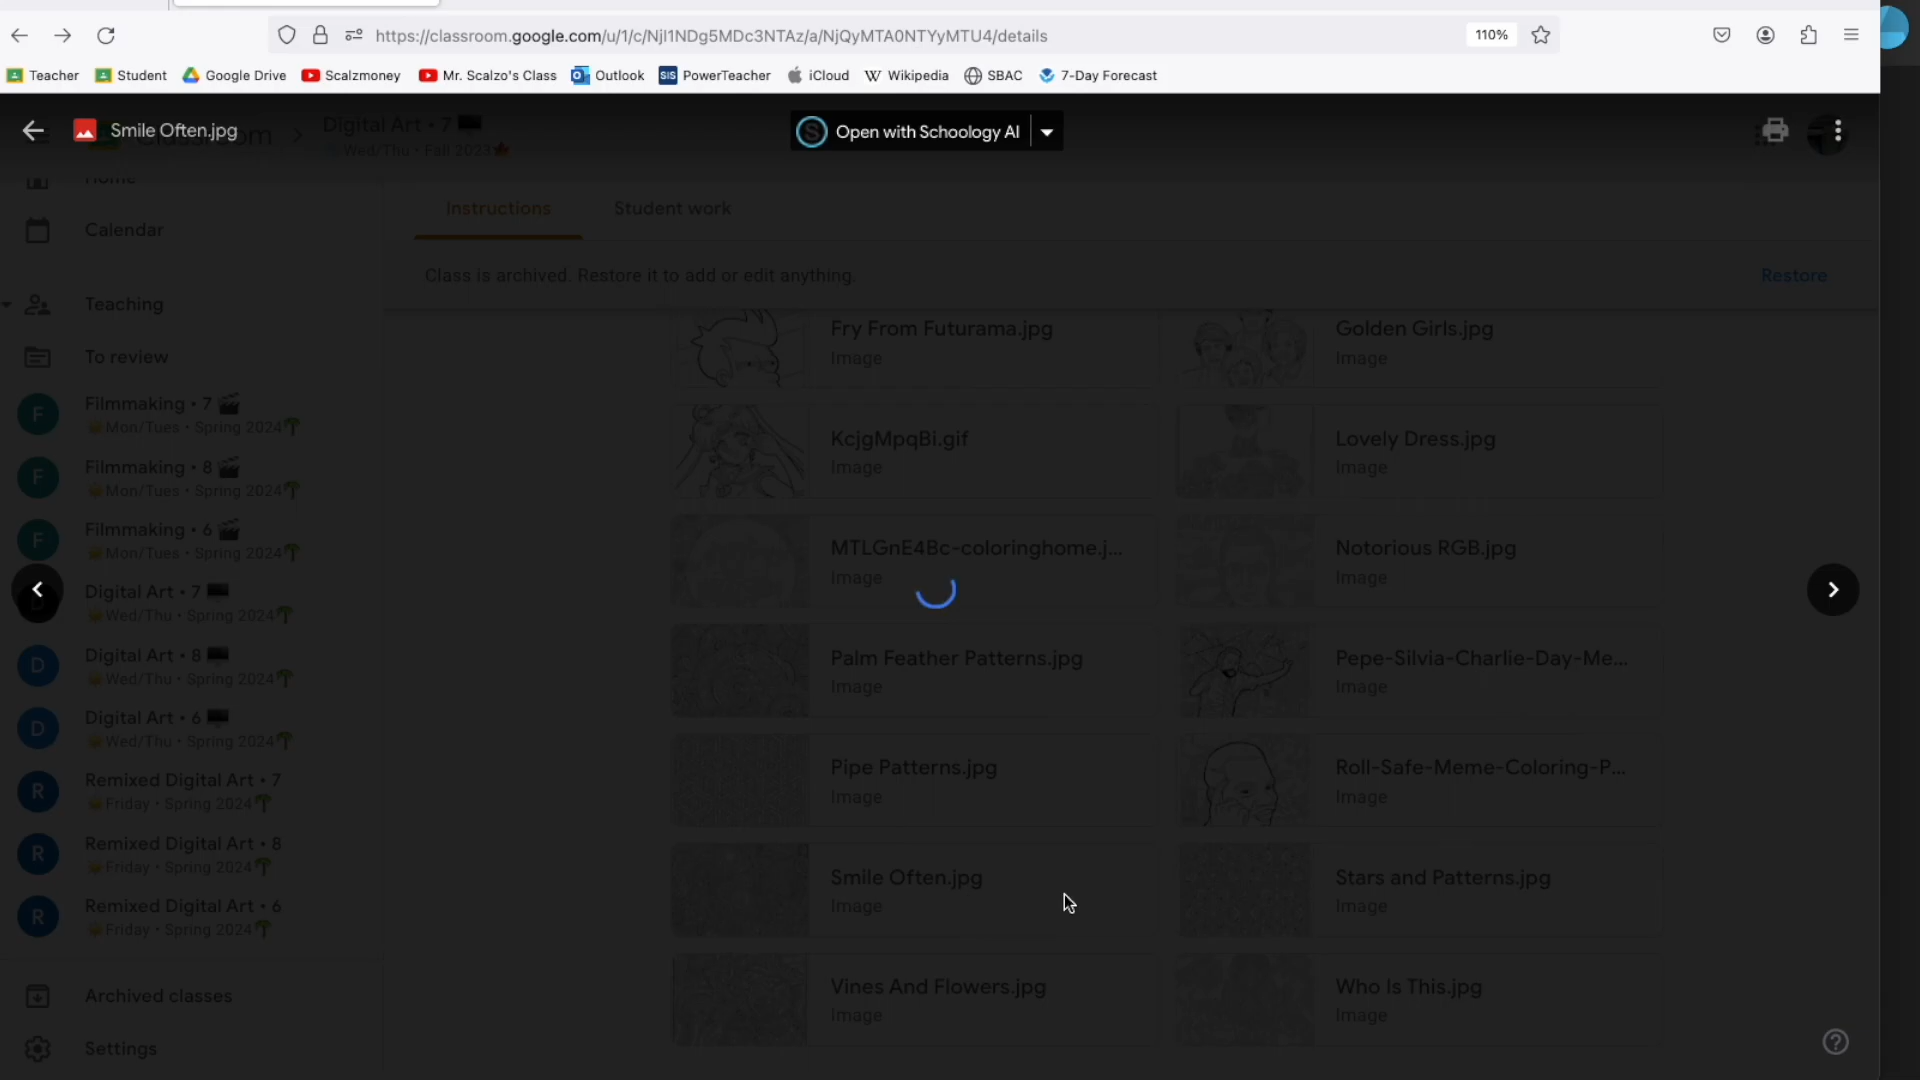 https://classroom.google.com/u/1/c/NjI1NDg5MDc3NTAz/a/NjQyMTA0NTYyMTU4/details
110%
Teacher
Student
Google Drive
Scalzmoney
Mr. Scalzo's Class
Outlook
SIS PowerTeacher
iCloud
W Wikipedia
SBAC
7-Day Forecast
Smile Often.jpg
Classroom
Digital Art • 7
Wed/Thu • Fall 2023
S Open with Schoology AI
Home
Calendar
Instructions
Student work
Class is archived. Restore it to add or edit anything.
Restore
Teaching
To review
F Filmmaking • 7
Mon/Tues • Spring 2024
F Filmmaking • 8
Mon/Tues • Spring 2024
F Filmmaking • 6
Mon/Tues • Spring 2024
Digital Art • 7
Wed/Thu • Spring 2024
D Digital Art • 8
Wed/Thu • Spring 2024
D Digital Art • 6
Wed/Thu • Spring 2024
R Remixed Digital Art • 7
Friday • Spring 2024
R Remixed Digital Art • 8
Friday • Spring 2024
R Remixed Digital Art • 6
Friday • Spring 2024
Archived classes
Settings
Fry From Futurama.jpg
Image
Golden Girls.jpg
Image
KcjgMpqBi.gif
Image
Lovely Dress.jpg
Image
MTLGnE4Bc-coloringhome.j...
Image
Notorious RGB.jpg
Image
Palm Feather Patterns.jpg
Image
Pepe-Silvia-Charlie-Day-Me...
Image
Pipe Patterns.jpg
Image
Roll-Safe-Meme-Coloring-P...
Image
Smile Often.jpg
Image
Stars and Patterns.jpg
Image
Vines And Flowers.jpg
Image
Who Is This.jpg
Image